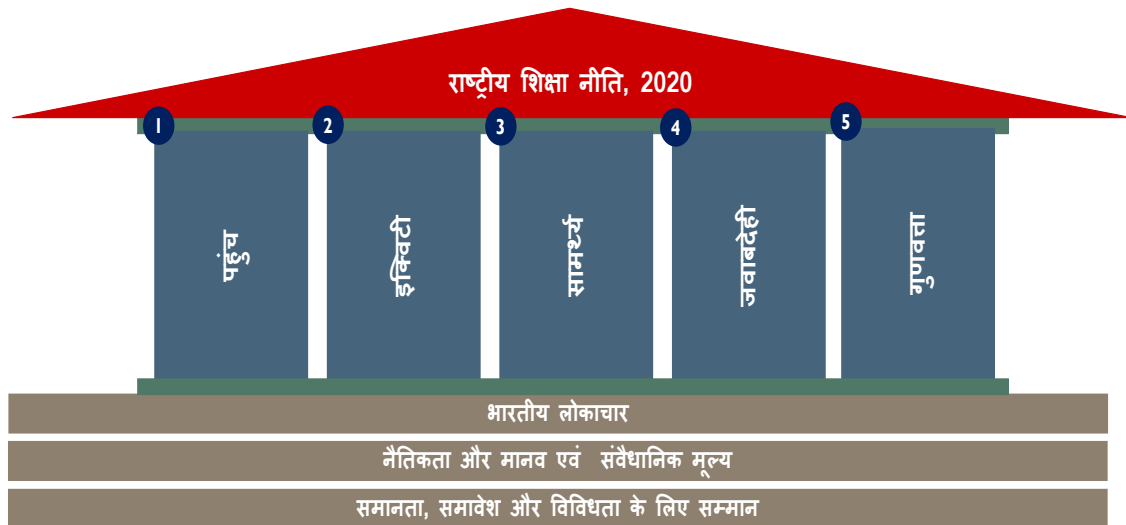 राष्ट्रीय शिक्षा नीति, 2020
1
2
3
4
5
पहुंच
इक्विटी
सामर्थ्य
जवाबदेही
गुणवत्ता
भारतीय लोकाचार
नैतिकता और मानव एवं संवैधानिक मूल्य
समानता, समावेश और विविधता के लिए सम्मान